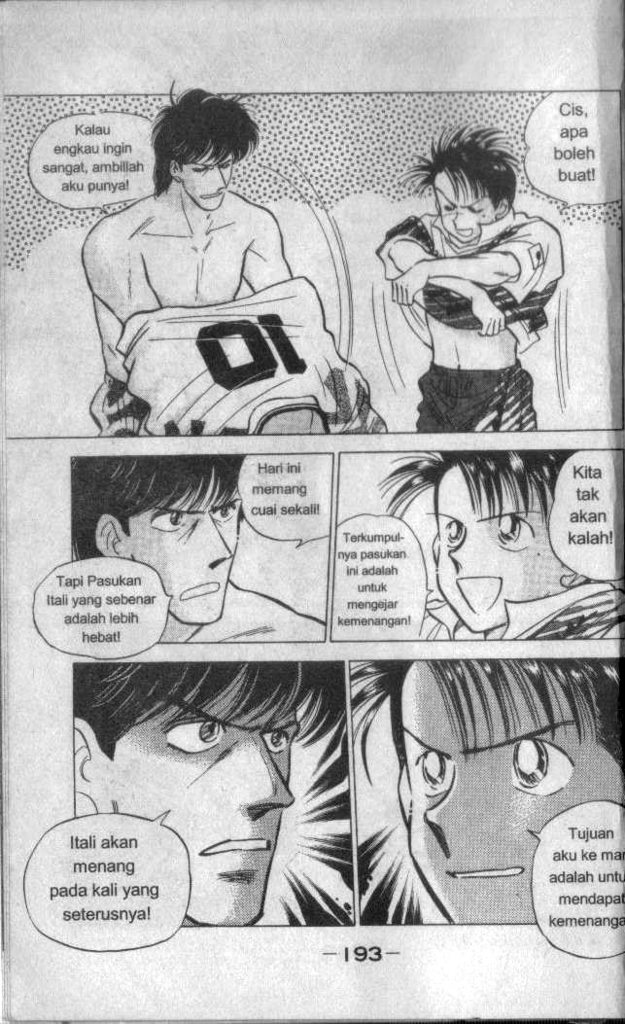 Cis,
apa
boleh
buat!
Kalau
engkau ingin
sangat, ambillah
aku punya!
10
Kita
tak
akan
kalah!
Terkumpul-
nya pasukan
ini adalah
untuk
mengejar
kemenangan!
Hari ini
memang
cuai sekali!
Tapi Pasukan
Itali yang sebenar
adalah lebih
hebat!
Tujuan
aku ke mar
adalah untu
mendapat
kemenanga
Itali akan
menang
pada kali yang
seterusnya!
-193-